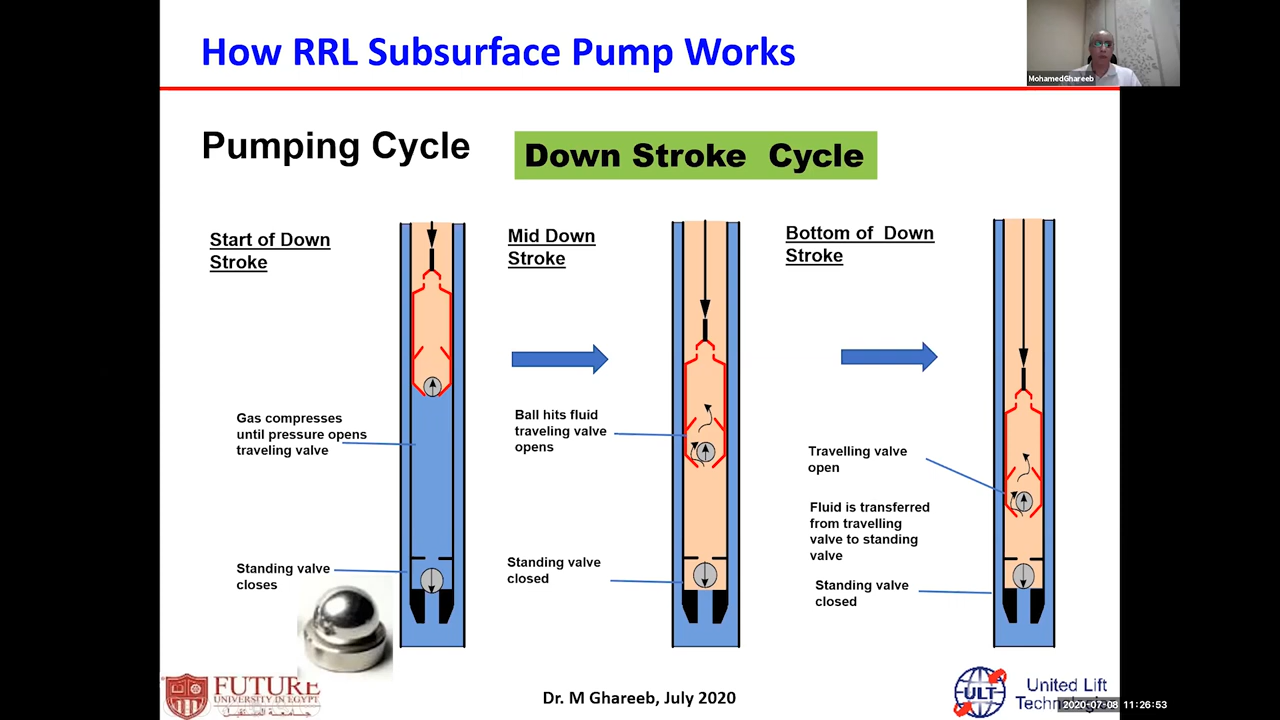 How RRL Subsurface Pump Works
MohamedGhareeb
Pumping Cycle
Down Stroke Cycle
Start of Down
Stroke
Gas compresses
until pressure opens
traveling valve
Standing valve
closes
Mid Down
Stroke
Ball hits fluid
traveling valve
opens
Standing valve
closed
Bottom of Down
Stroke
Travelling valve
open
Fluid is transferred
from travelling
valve to standing
valve
Standing valve
closed
FUTURE
UNIVERSITY IN EGYPT
جامعة المستقبل
Dr. M Ghareeb, July 2020
ULT
United Lift
2020-07-08 11:26:53